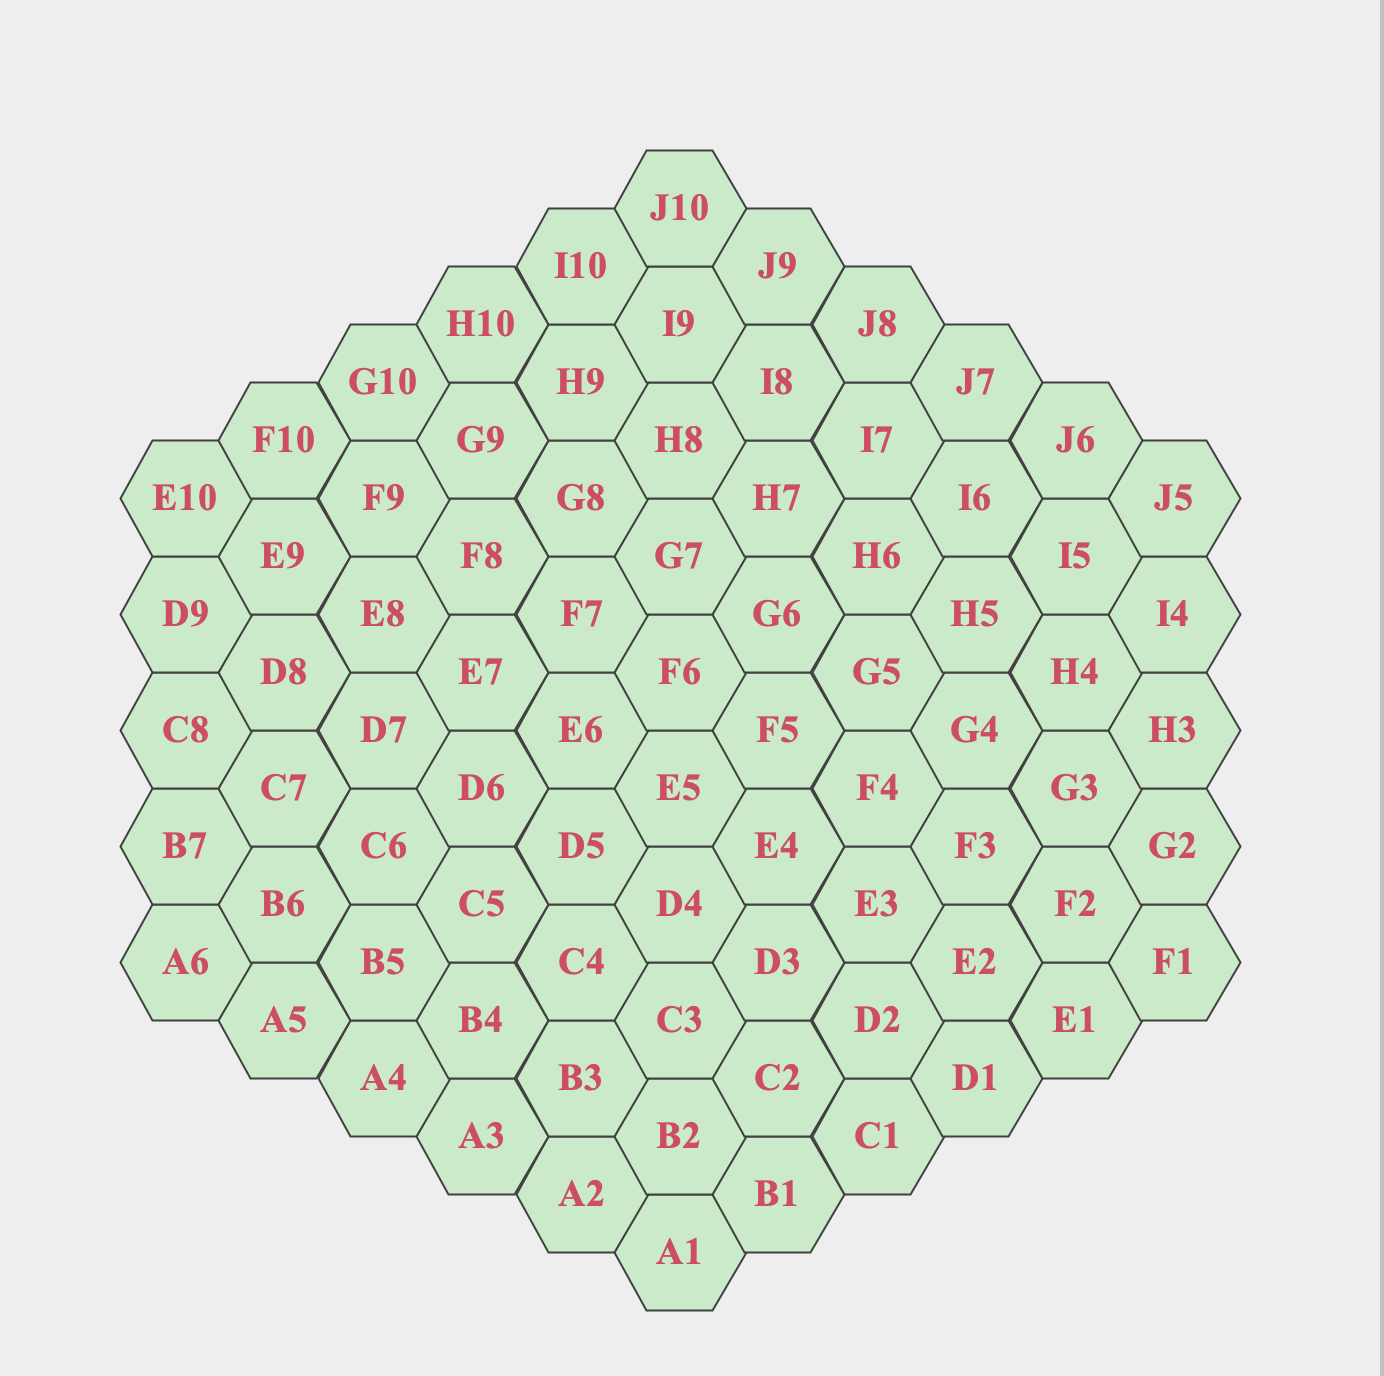 J10
I10 J9
H10 I9 J8
G10 H9 I8 J7
F10 G9 H8 I7 J6
E10 F9 G8 H7 I6 J5
E9 F8 G7 H6 I5
D9 E8 F7 G6 H5 I4
D8 E7 F6 G5 H4
C8 D7 E6 F5 G4 H3
C7 D6 E5 F4 G3
B7 C6 D5 E4 F3 G2
B6 C5 D4 E3 F2
A6 B5 C4 D3 E2 F1
A5 B4 C3 D2 E1
A4 B3 C2 D1
A3 B2 C1
A2 B1
A1